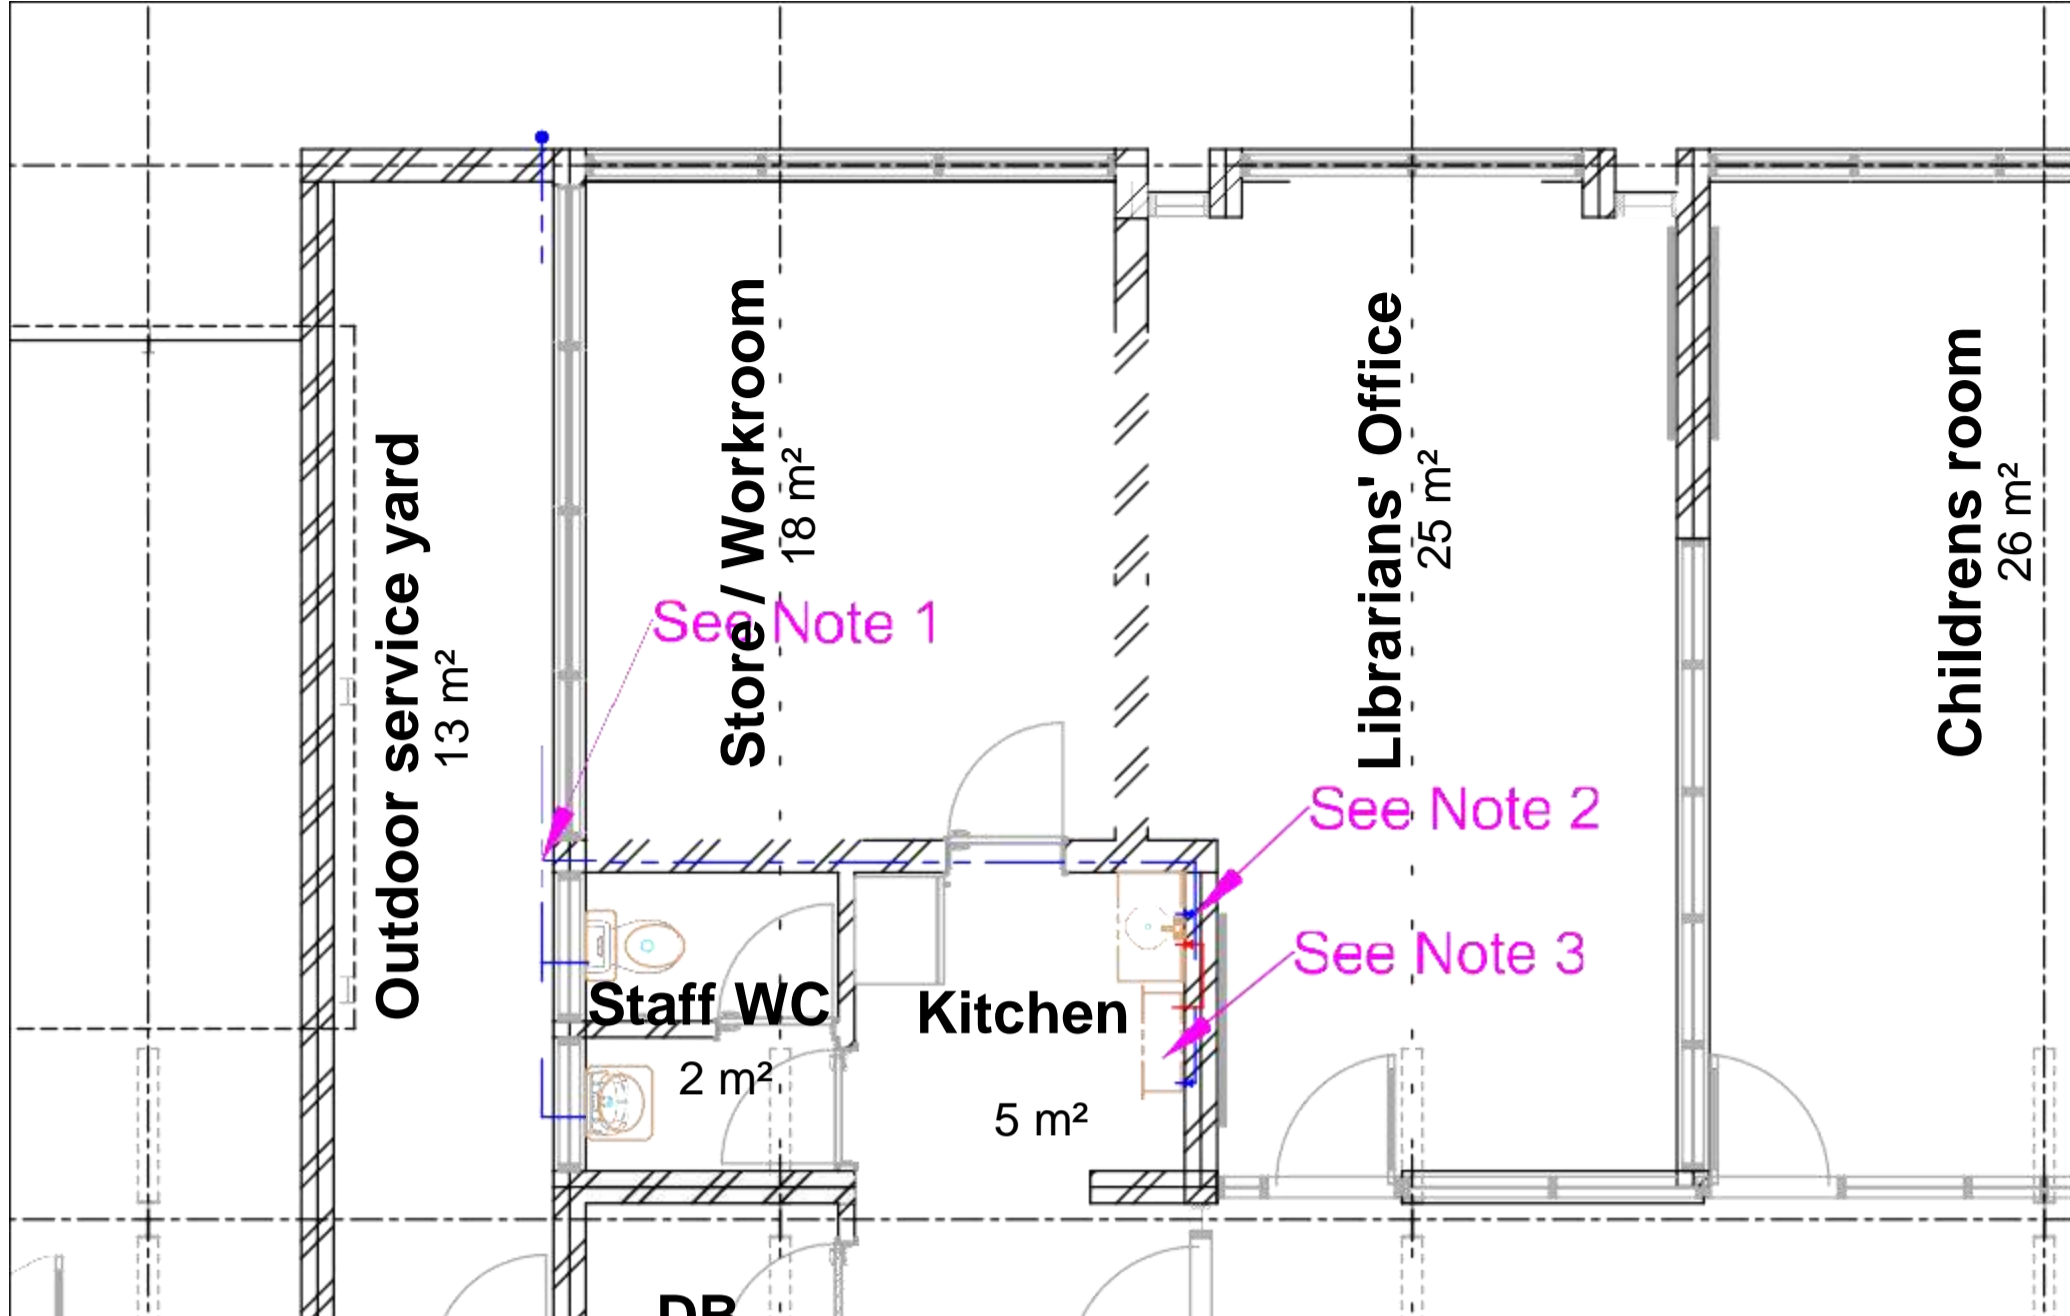 Outdoor service yard
13 m²
Store / Workroom
18 m²
Librarians' Office
25 m²
Childrens room
26 m²
See Note 1
See Note 2
See Note 3
Staff WC
2 m²
Kitchen
5 m²
DB